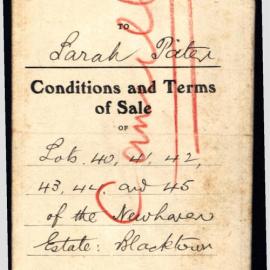 TO
Sarah Pater
Conditions and Terms
of Sale
OF
Lots 40, 41, 42,
43, 44 and 45
of the Newhaven
Estate: Blacktown
Cancelled